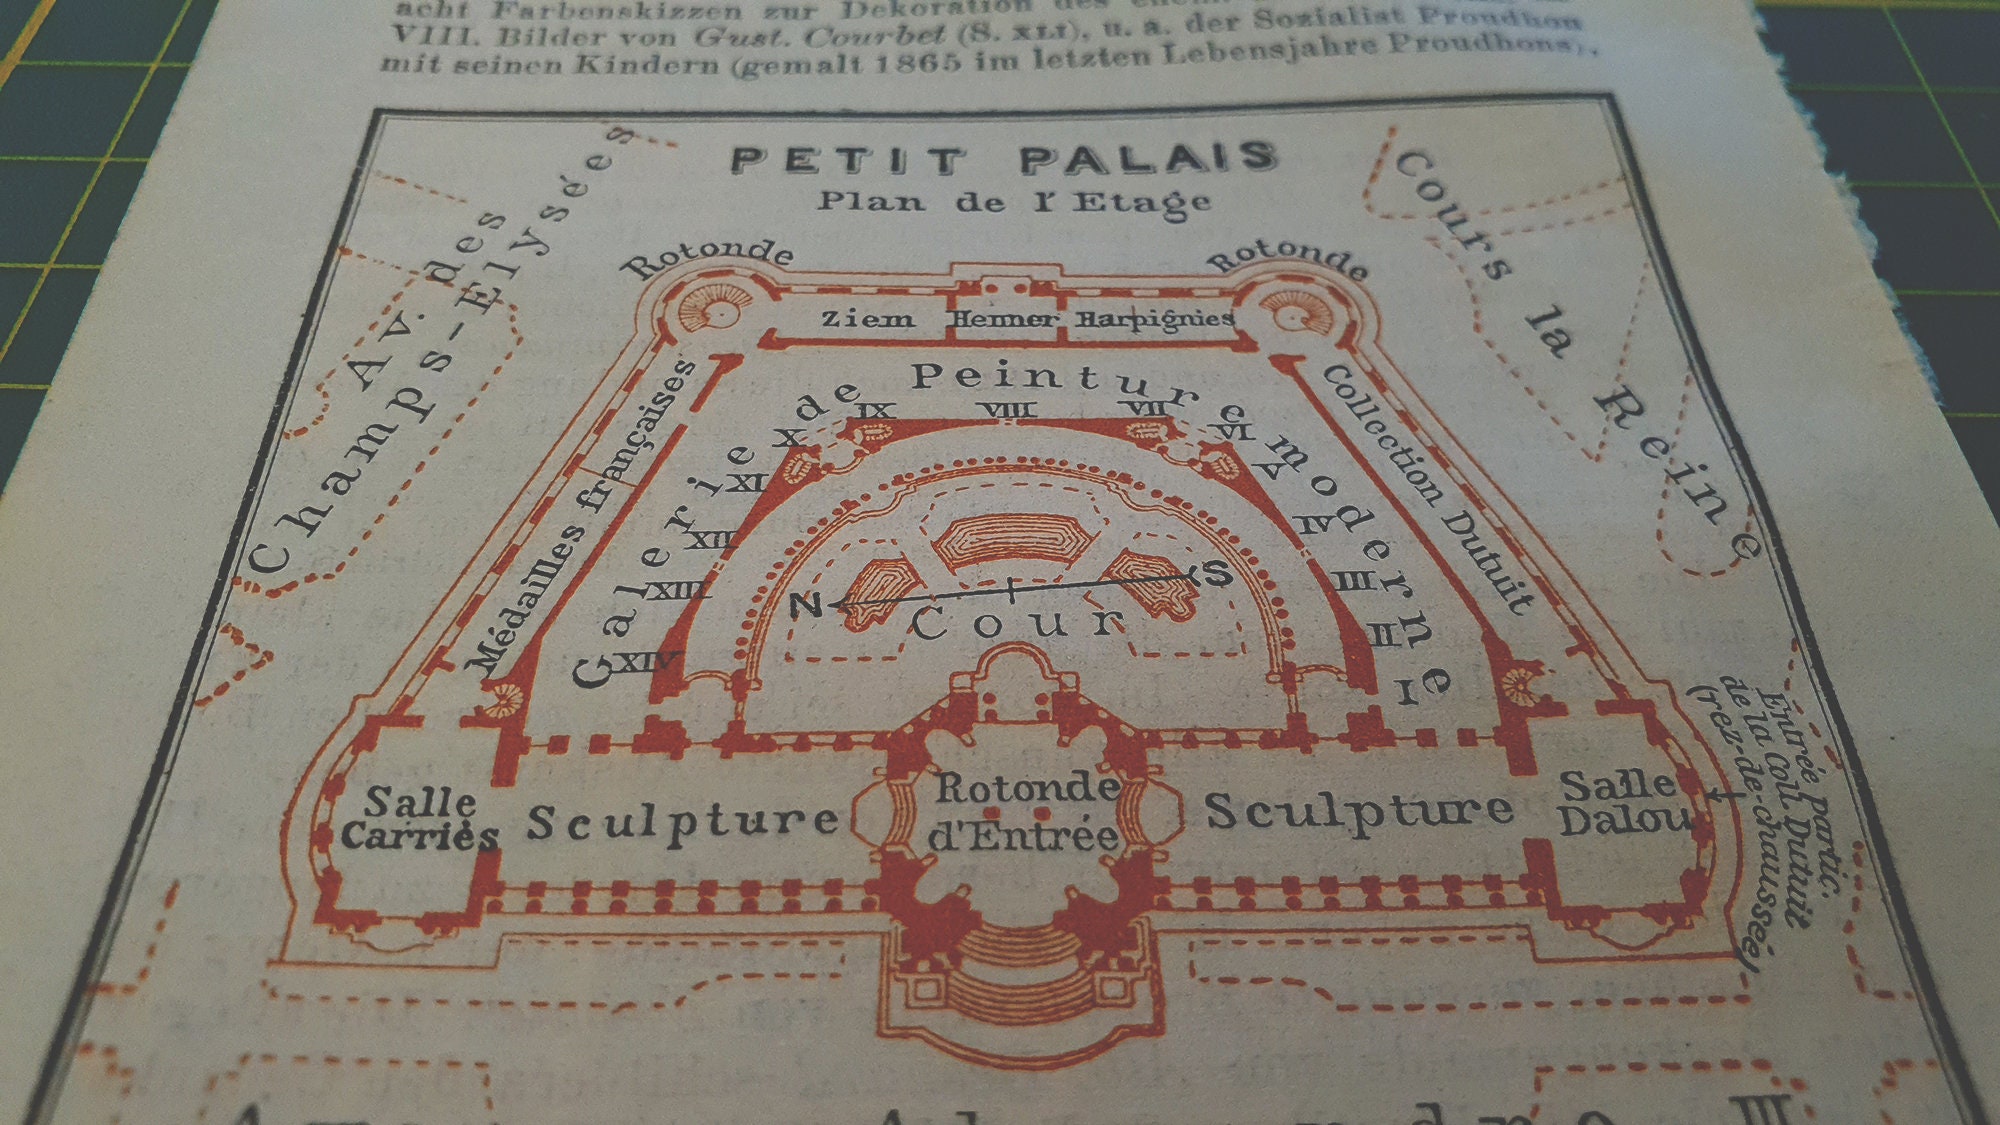 acht Farbenskizzen zur Dekoration des
VIII. Bilder von Gust. Courbet (S. XLI), u. a. der Sozialist Proudhon
mit seinen Kindern (gemalt 1865 im letzten Lebensjahre Proudhons),
PETIT PALAIS
Plan de l'Etage
Av. des
Champs-Elysées
Cours la Reine
Rotonde
Rotonde
Ziem
Henner
Harpignies
Médailles françaises
Collection Dutuit
Galerie de Peinture moderne
IX
VIII
VII
X
VI
XI
V
XII
IV
XIII
III
XIV
II
I
N
S
Cour
Salle
Carriès
Sculpture
Rotonde
d'Entrée
Sculpture
Salle
Dalou
Entrée partic.
de la Coll. Dutuit
(rez-de-chaussée)
III